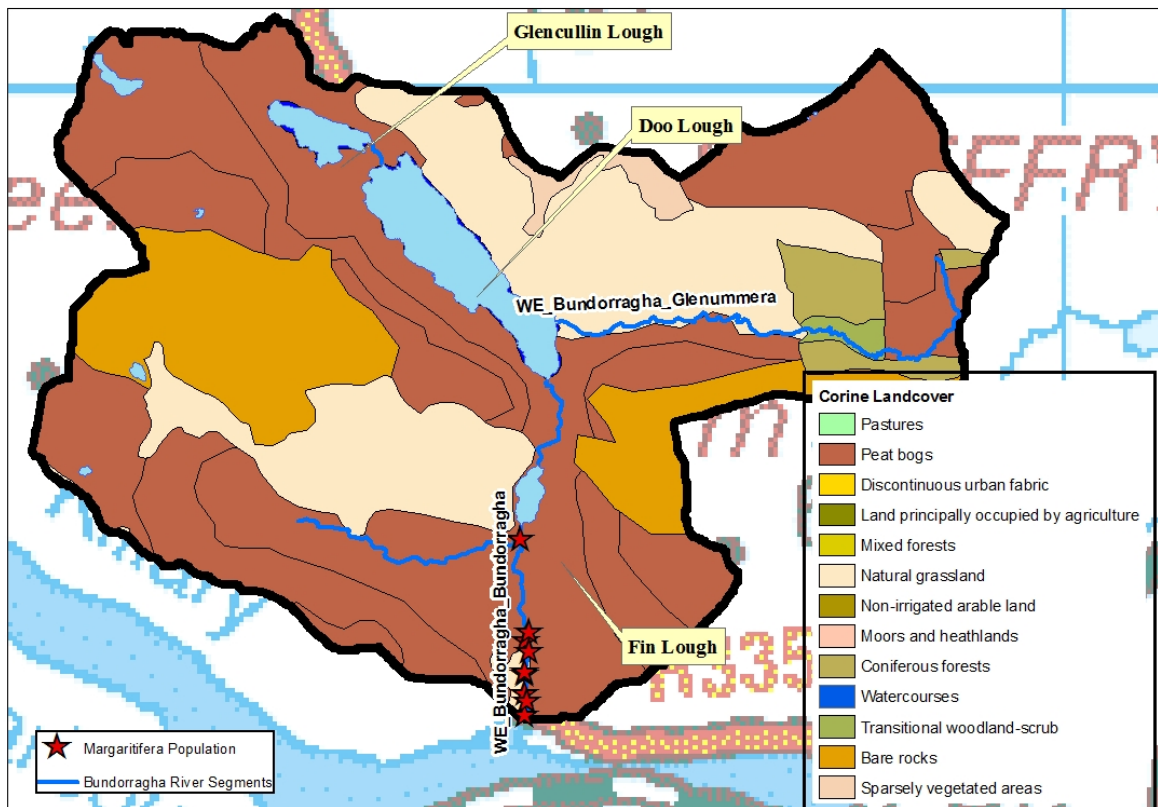 Glencullin Lough
Doo Lough
FFRY
WE_Bundorragha_Glenummera
WE_Bundorragha_Bundorragha
Fin Lough
A335
Corine Landcover
Pastures
Peat bogs
Discontinuous urban fabric
Land principally occupied by agriculture
Mixed forests
Natural grassland
Non-irrigated arable land
Moors and heathlands
Coniferous forests
Watercourses
Transitional woodland-scrub
Bare rocks
Sparsely vegetated areas
Margaritifera Population
Bundorragha River Segments